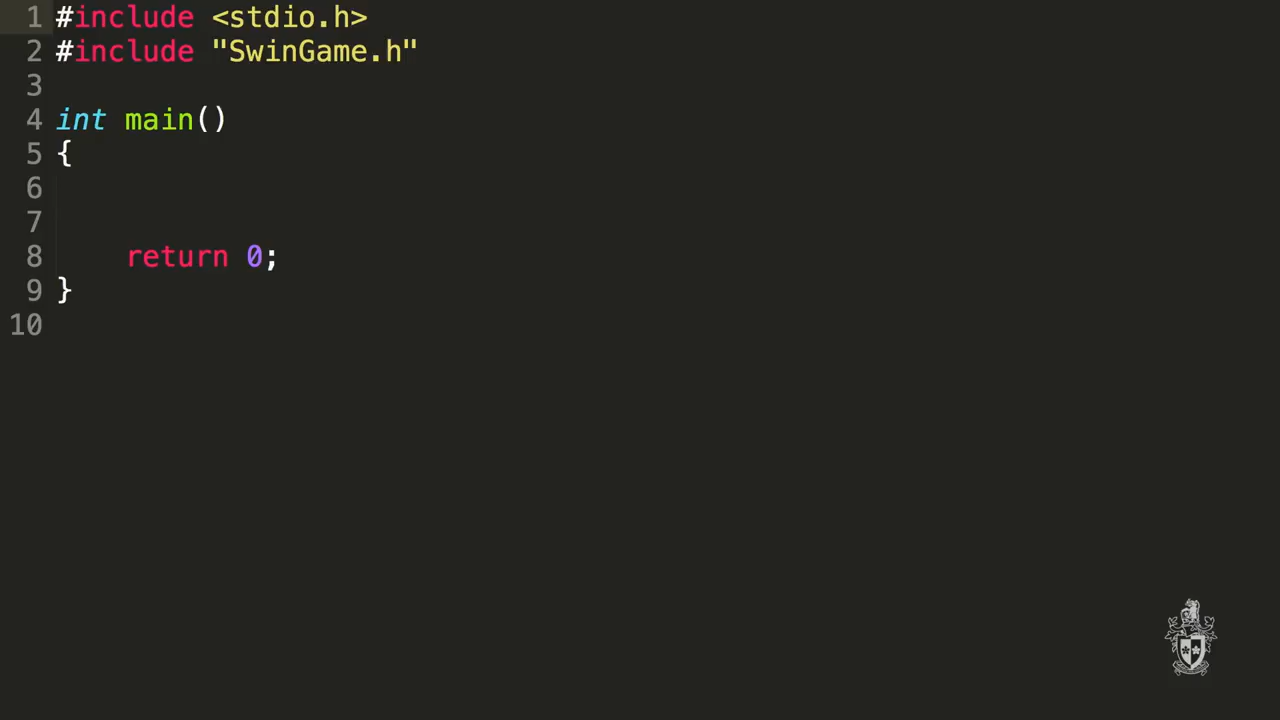 1 #include <stdio.h>
2 #include "SwinGame.h"
3
4 int main()
5 {
6
7
8     return 0;
9 }
10